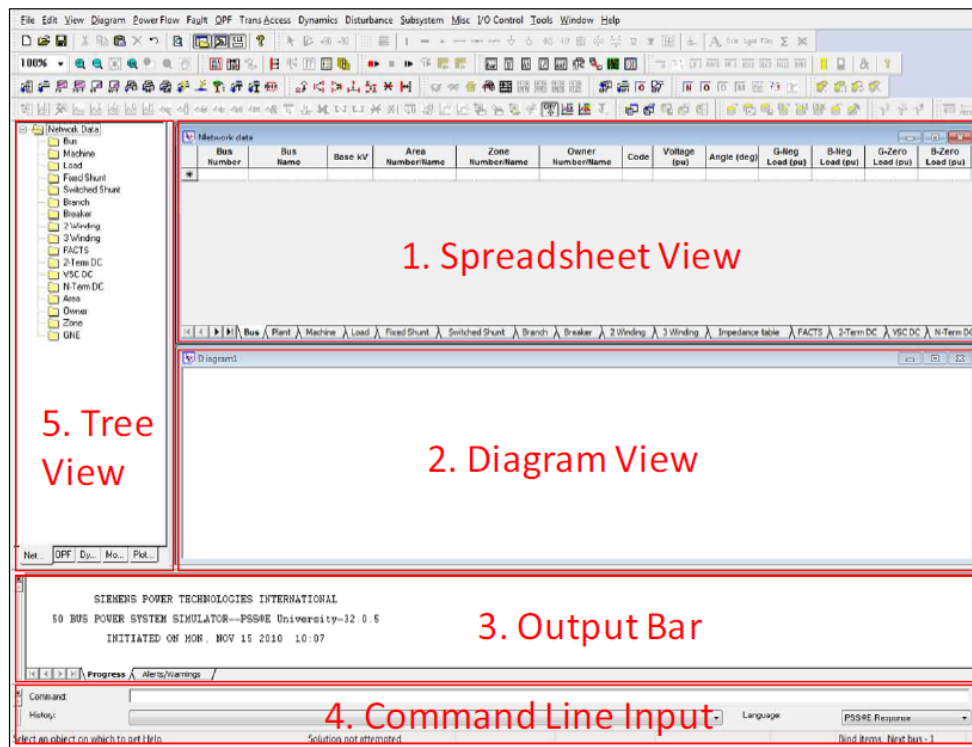 File Edit View Diagram Power Flow Fault OPF Trans Access Dynamics Disturbance Subsystem Misc I/O Control Tools Window Help
100%
Network Data
Bus
Machine
Load
Fixed Shunt
Switched Shunt
Branch
Breaker
2 Winding
3 Winding
FACTS
2-Term DC
VSC DC
N-Term DC
Area
Owner
Zone
GNE
5. Tree View
Net... OPF Dy... Mo... Plot...
Network data
Bus Number Bus Name Base kV Area Number/Name Zone Number/Name Owner Number/Name Code Voltage (pu) Angle (deg) G-Neg Load (pu) B-Neg Load (pu) G-Zero Load (pu) B-Zero Load (pu)
1. Spreadsheet View
Bus Plant Machine Load Fixed Shunt Switched Shunt Branch Breaker 2 Winding 3 Winding Impedance table FACTS 2-Term DC VSC DC N-Term DC
Diagram1
2. Diagram View
SIEMENS POWER TECHNOLOGIES INTERNATIONAL
50 BUS POWER SYSTEM SIMULATOR--PSS®E University-32.0.5
INITIATED ON MON, NOV 15 2010 10:07
3. Output Bar
Progress Alerts/Warnings
Command:
History:
4. Command Line Input
Language: PSS®E Response
Select an object on which to get Help Solution not attempted Bind items Next bus - 1